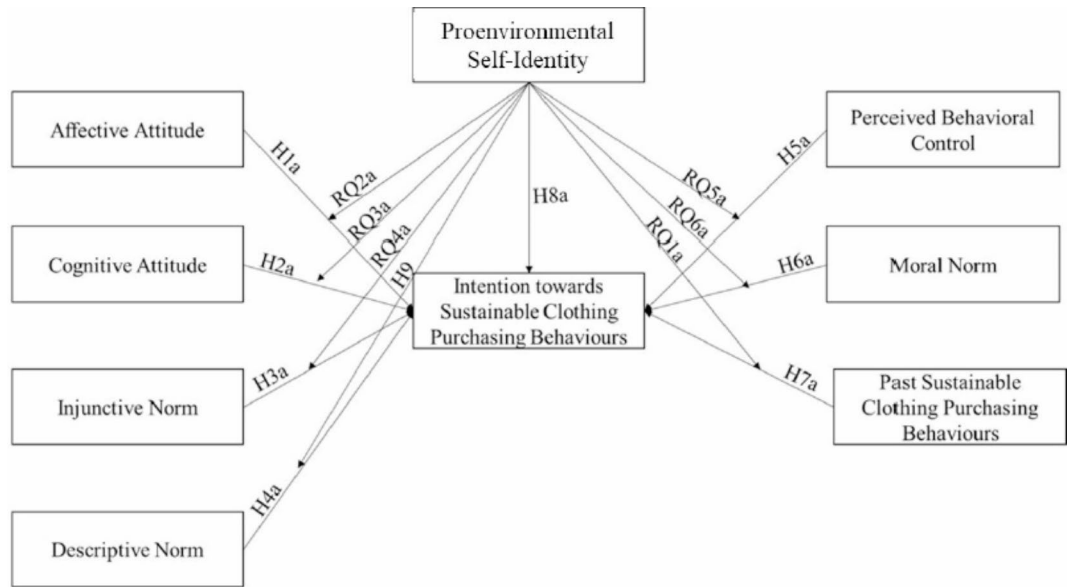 Proenvironmental
Self-Identity
Affective Attitude
Perceived Behavioral
Control
H1a
RQ2a
RQ3a
RQ4a
H9
H8a
RQ5a
RQ6a
RQ1a
H5a
Cognitive Attitude
H2a
Intention towards
Sustainable Clothing
Purchasing Behaviours
H6a
Moral Norm
Injunctive Norm
H3a
H7a
Past Sustainable
Clothing Purchasing
Behaviours
H4a
Descriptive Norm